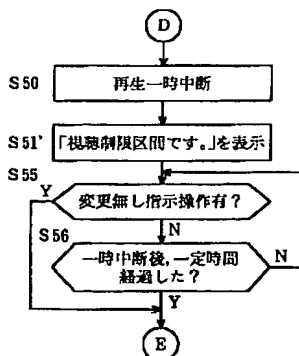 D
S50
再生一時中断
S51'
「視聴制限区間です。」を表示
S55
Y
変更無し指示操作有?
N
S56
一時中断後,一定時間
経過した?
N
Y
E